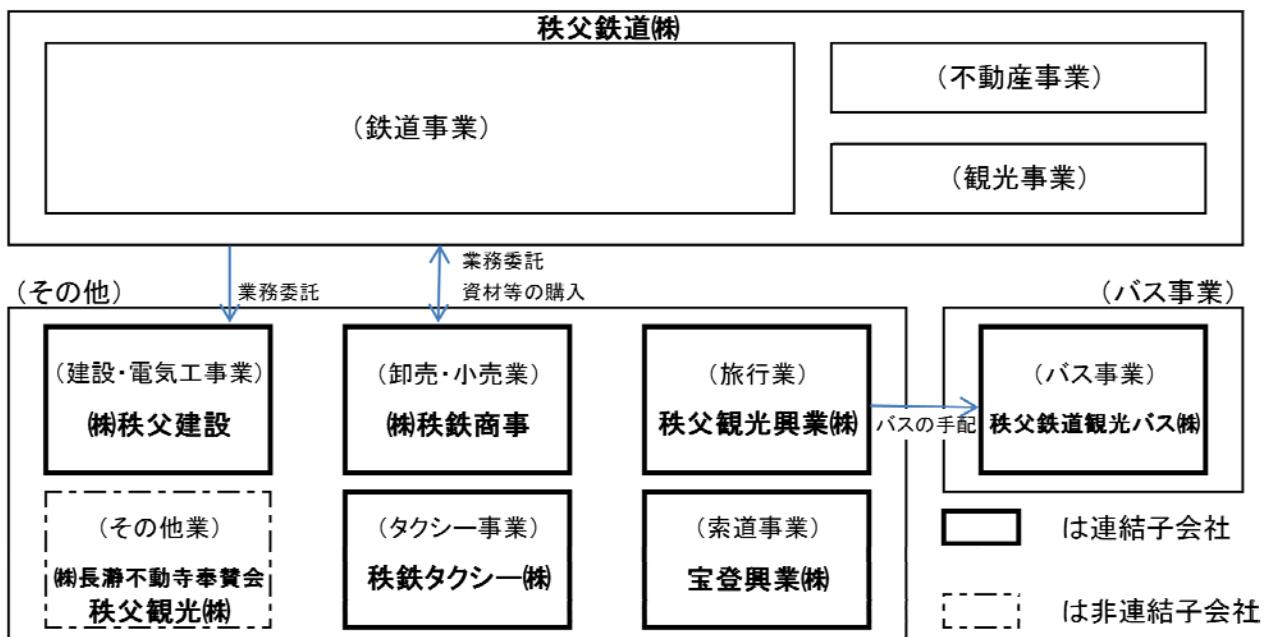 秩父鉄道㈱
(鉄道事業)
(不動産事業)
(観光事業)
業務委託
業務委託
資材等の購入
(その他)
(バス事業)
(建設・電気工事業)
㈱秩父建設
(卸売・小売業)
㈱秩鉄商事
(旅行業)
秩父観光興業㈱
バスの手配
(バス事業)
秩父鉄道観光バス㈱
(その他業)
㈱長瀞不動寺奉賛会
秩父観光㈱
(タクシー事業)
秩鉄タクシー㈱
(索道事業)
宝登興業㈱
は連結子会社
は非連結子会社